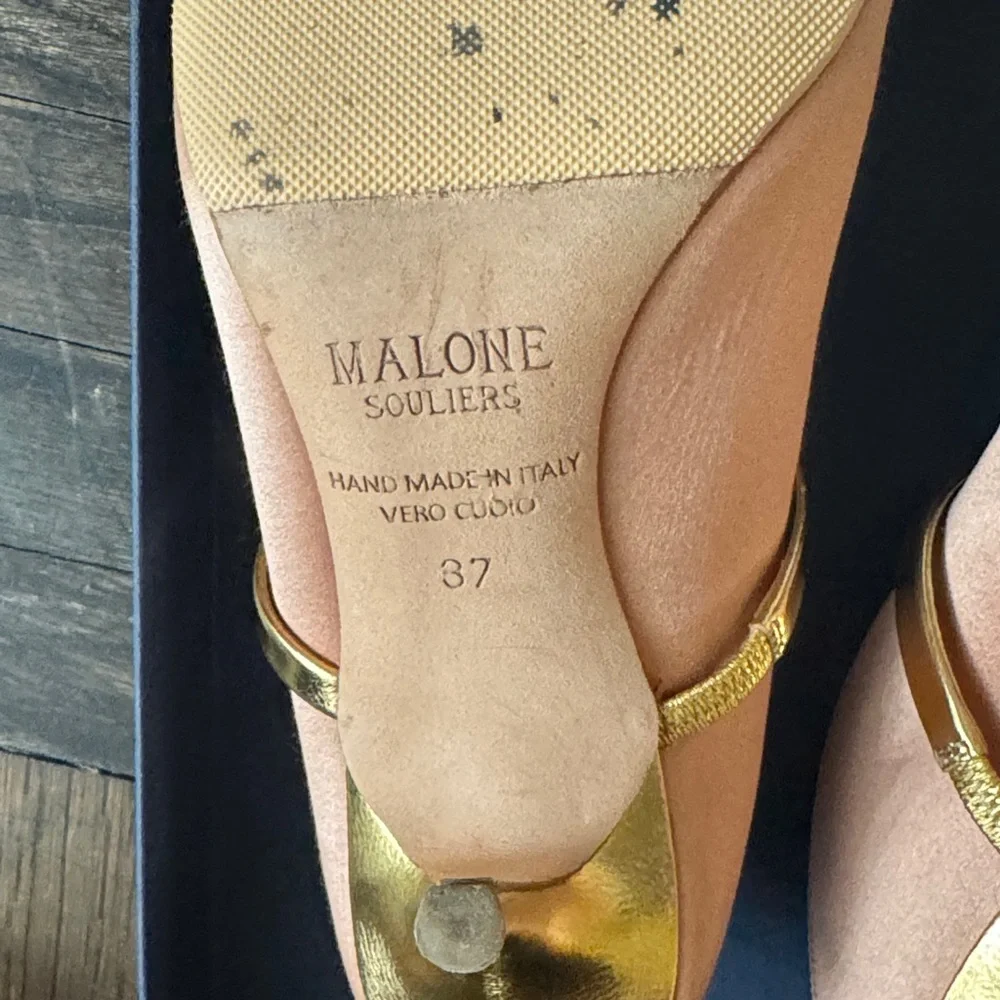 MALONE
SOULIERS
HAND MADE IN ITALY
VERO CUOIO
37